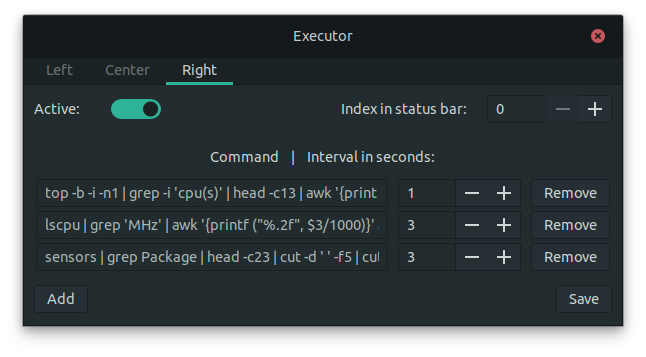 Executor
Left Center Right
Active: Index in status bar: 0
Command | Interval in seconds:
top -b -i -n1 | grep -i 'cpu(s)' | head -c13 | awk '{print 1 Remove
lscpu | grep 'MHz' | awk '{printf ("%.2f", $3/1000)}' 3 Remove
sensors | grep Package | head -c23 | cut -d ' ' -f5 | cut 3 Remove
Add Save